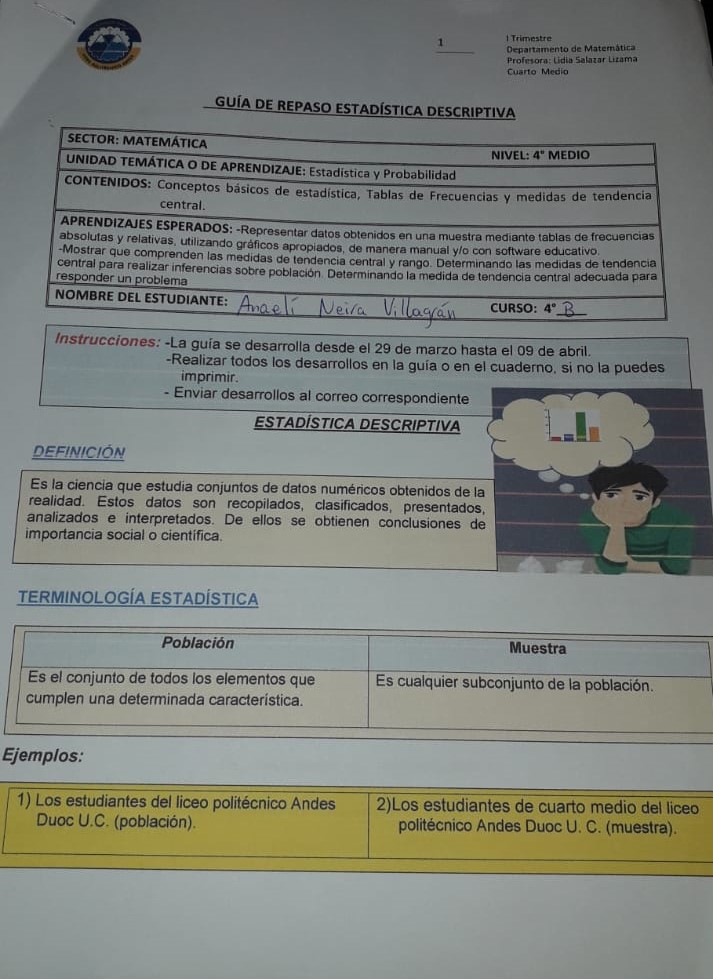 1
I Trimestre
Departamento de Matemática
Profesora: Lidia Salazar Lizama
Cuarto Medio
GUÍA DE REPASO ESTADÍSTICA DESCRIPTIVA
SECTOR: MATEMÁTICA
NIVEL: 4° MEDIO
UNIDAD TEMÁTICA O DE APRENDIZAJE: Estadística y Probabilidad
CONTENIDOS: Conceptos básicos de estadística, Tablas de Frecuencias y medidas de tendencia
central.
APRENDIZAJES ESPERADOS: -Representar datos obtenidos en una muestra mediante tablas de frecuencias
absolutas y relativas, utilizando gráficos apropiados, de manera manual y/o con software educativo.
-Mostrar que comprenden las medidas de tendencia central y rango. Determinando las medidas de tendencia
central para realizar inferencias sobre población. Determinando la medida de tendencia central adecuada para
responder un problema
NOMBRE DEL ESTUDIANTE: Anaelí Neira Villagrán CURSO: 4° B
Instrucciones: -La guía se desarrolla desde el 29 de marzo hasta el 09 de abril.
-Realizar todos los desarrollos en la guía o en el cuaderno, si no la puedes
imprimir.
- Enviar desarrollos al correo correspondiente
ESTADÍSTICA DESCRIPTIVA
DEFINICIÓN
Es la ciencia que estudia conjuntos de datos numéricos obtenidos de la
realidad. Estos datos son recopilados, clasificados, presentados,
analizados e interpretados. De ellos se obtienen conclusiones de
importancia social o científica.
TERMINOLOGÍA ESTADÍSTICA
Población
Muestra
Es el conjunto de todos los elementos que
cumplen una determinada característica.
Es cualquier subconjunto de la población.
Ejemplos:
1) Los estudiantes del liceo politécnico Andes
Duoc U.C. (población).
2)Los estudiantes de cuarto medio del liceo
politécnico Andes Duoc U. C. (muestra).